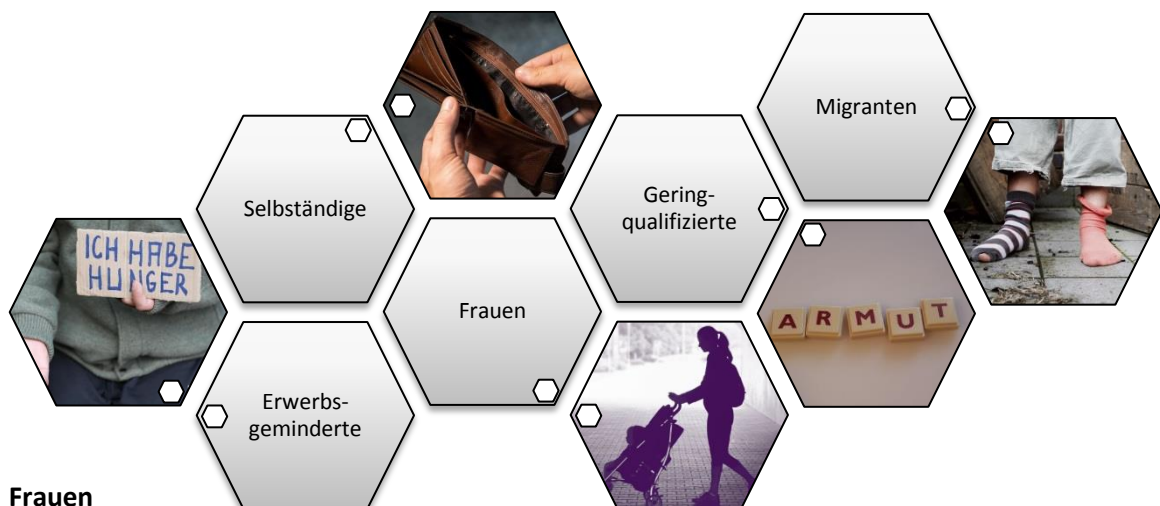 Migranten
Selbständige
Gering-
qualifizierte
ICH HABE
HUNGER
Frauen
ARMUT
Erwerbs-
geminderte
Frauen